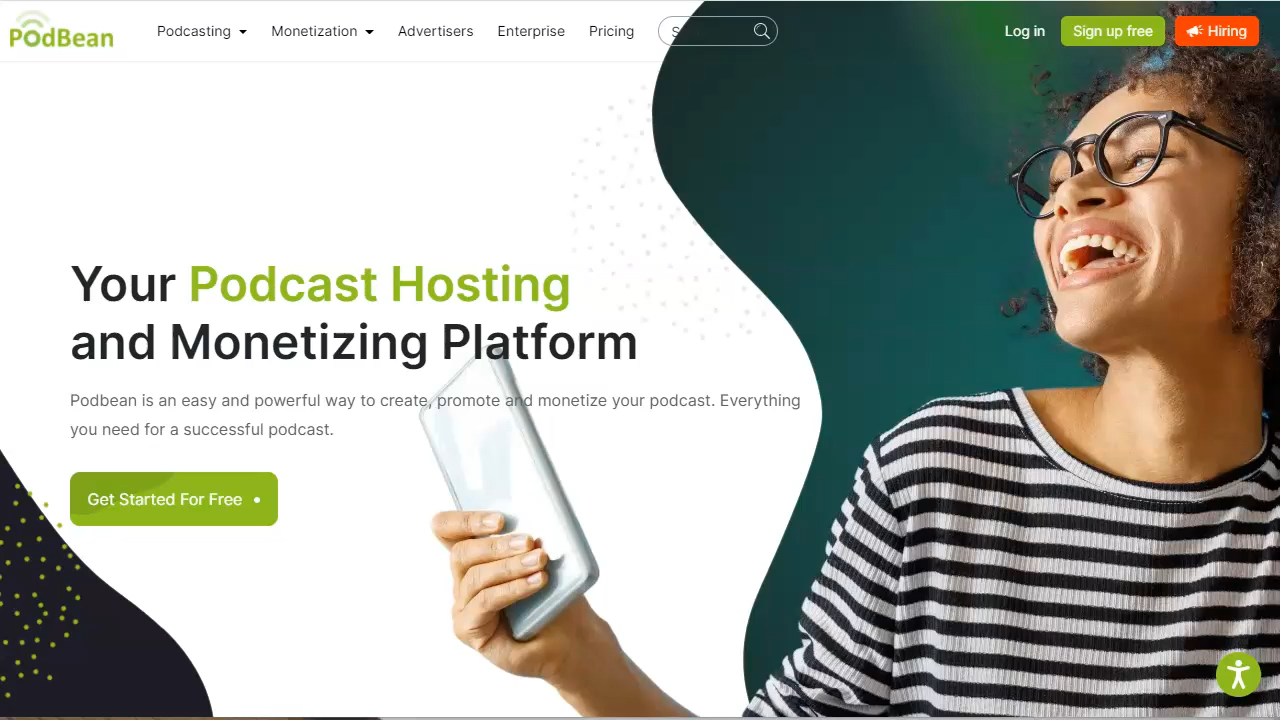 PodBean
Podcasting
Monetization
Advertisers
Enterprise
Pricing
Log in
Sign up free
Hiring
Your Podcast Hosting
and Monetizing Platform
Podbean is an easy and powerful way to create, promote and monetize your podcast. Everything
you need for a successful podcast.
Get Started For Free